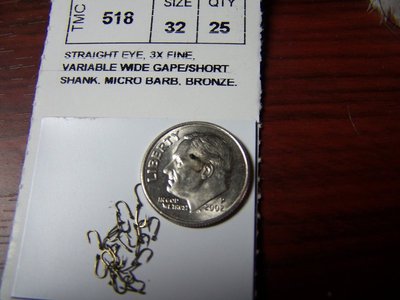 TMC
518
SIZE
32
QTY
25
STRAIGHT EYE, 3X FINE,
VARIABLE WIDE GAPE/SHORT
SHANK. MICRO BARB. BRONZE.
LIBERTY
IN GOD
WE TRUST
P
2002